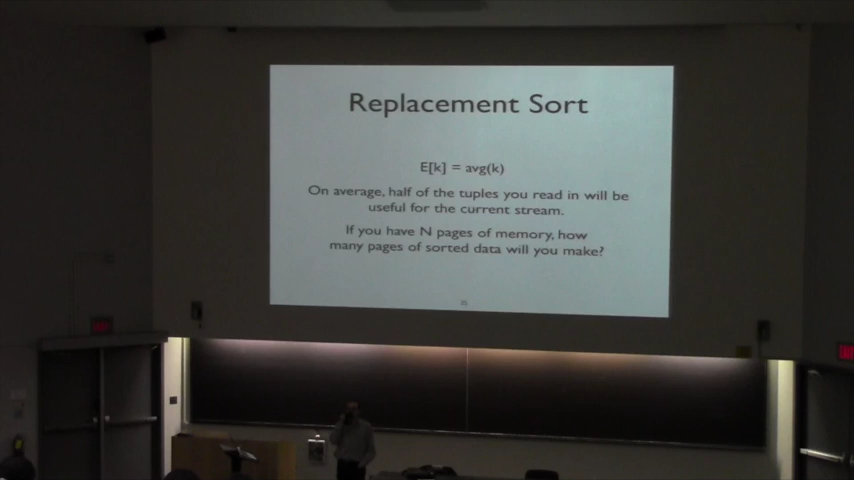 Replacement Sort
E[k] = avg(k)
On average, half of the tuples you read in will be
useful for the current stream.
If you have N pages of memory, how
many pages of sorted data will you make?